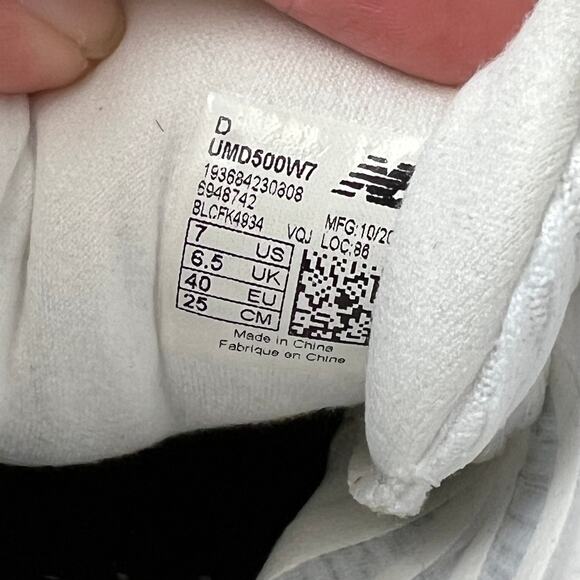 D
UMD500W7
193684230808
6948742
BLCFK4934
VQJ
MFG: 10/20
LOC: 86
7 US
6.5 UK
40 EU
25 CM
Made in China
Fabriqué en Chine